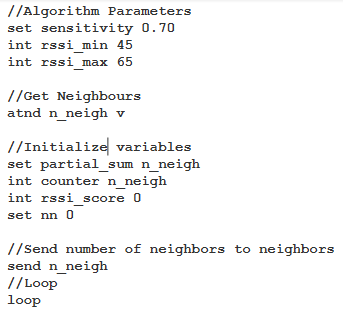 //Algorithm Parameters
set sensitivity 0.70
int rssi_min 45
int rssi_max 65
//Get Neighbours
atnd n_neigh v
//Initialize variables
set partial_sum n_neigh
int counter n_neigh
int rssi_score 0
set nn 0
//Send number of neighbors to neighbors
send n_neigh
//Loop
loop